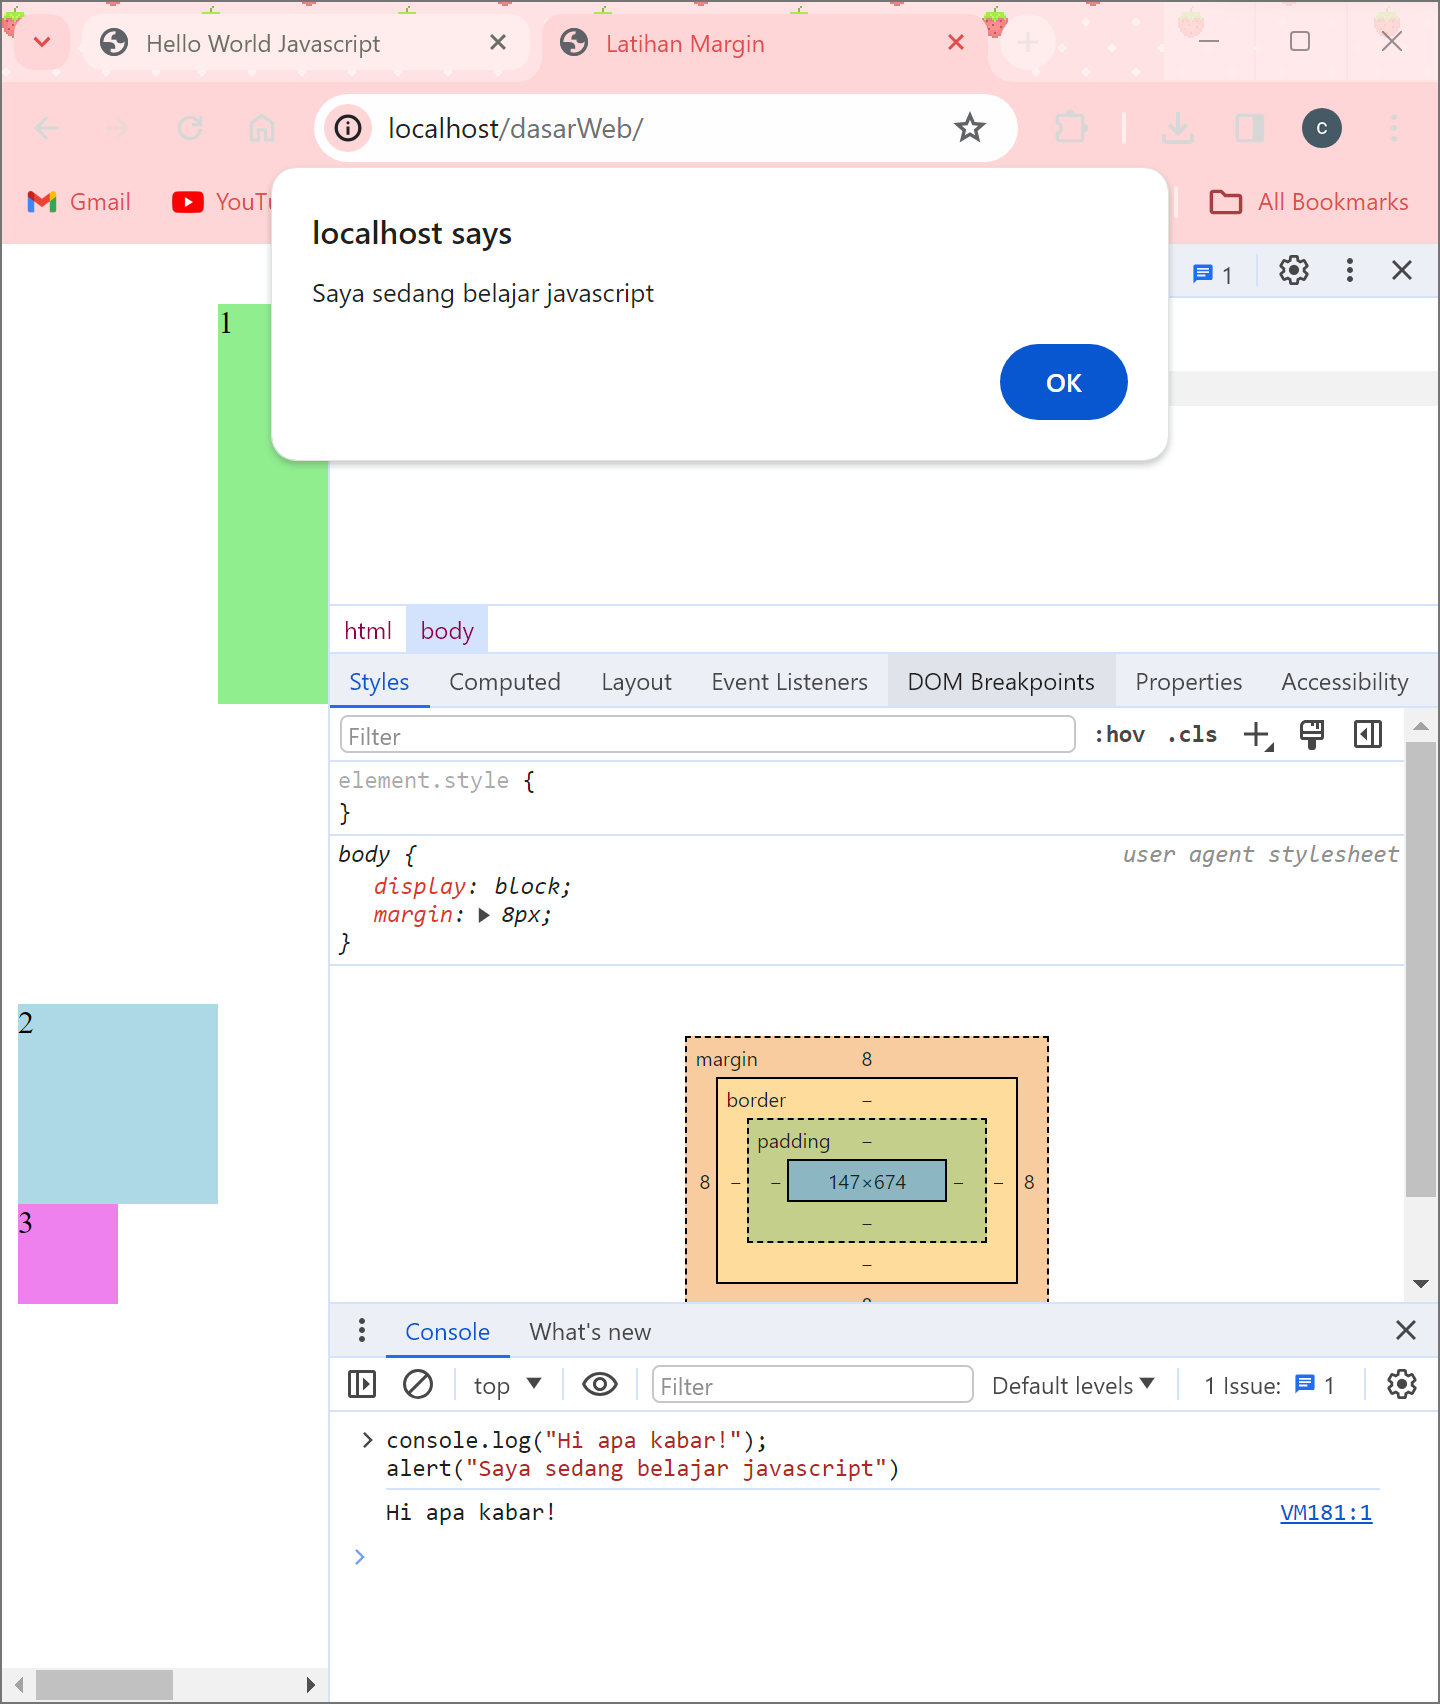 Hello World Javascript
Latihan Margin
localhost/dasarWeb/
C
Gmail
YouTu
All Bookmarks
localhost says
Saya sedang belajar javascript
OK
1
1
html
body
Styles Computed Layout Event Listeners DOM Breakpoints Properties Accessibility
Filter
:hov .cls
element.style {
}
body {
user agent stylesheet
display: block;
margin: 8px;
}
2
3
margin 8
border –
padding –
8 – – 147×674 – – 8
–
–
Console What's new
top
Filter
Default levels
1 Issue: 1
console.log("Hi apa kabar!");
alert("Saya sedang belajar javascript")
Hi apa kabar!
VM181:1